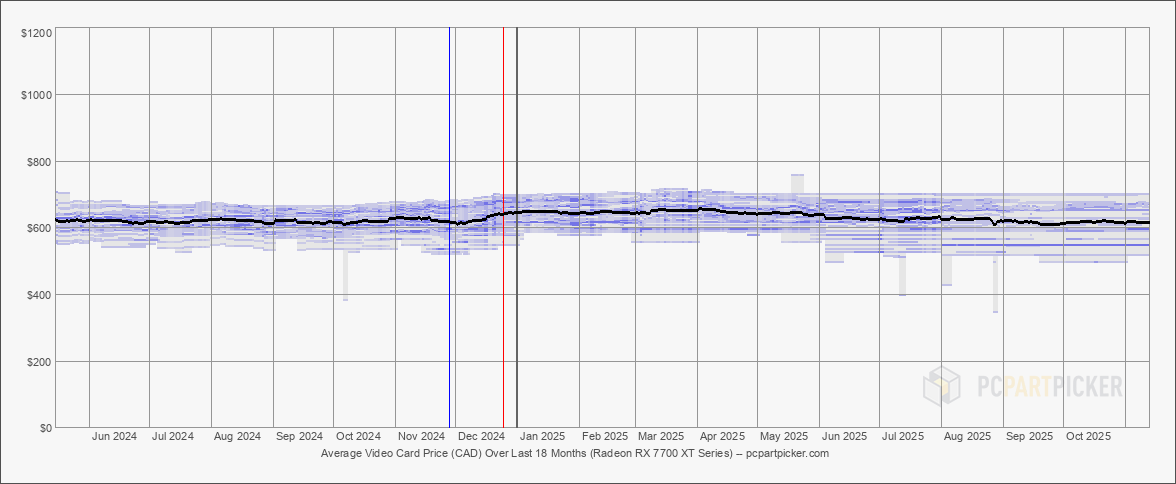 $1200
$1000
$800
$600
$400
$200
$0
PCPARTPICKER
Jun 2024 Jul 2024 Aug 2024 Sep 2024 Oct 2024 Nov 2024 Dec 2024 Jan 2025 Feb 2025 Mar 2025 Apr 2025 May 2025 Jun 2025 Jul 2025 Aug 2025 Sep 2025 Oct 2025
Average Video Card Price (CAD) Over Last 18 Months (Radeon RX 7700 XT Series) -- pcpartpicker.com